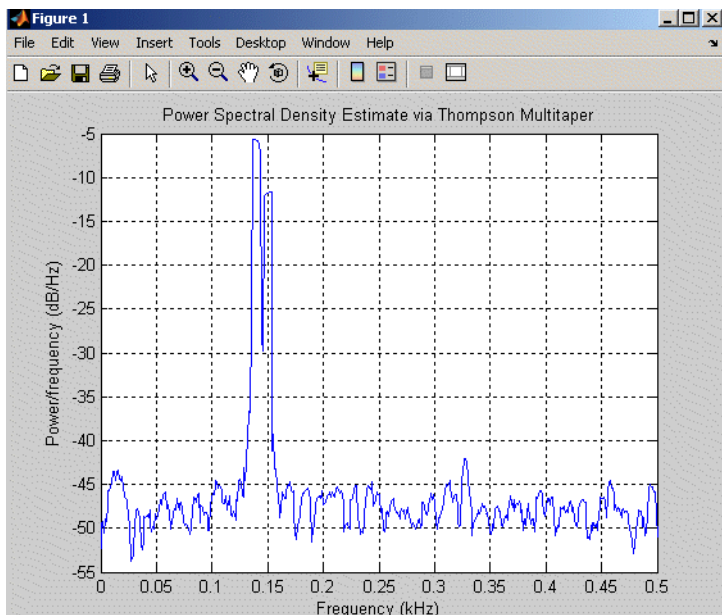 Figure 1
File Edit View Insert Tools Desktop Window Help
Power Spectral Density Estimate via Thompson Multitaper
Power/frequency (dB/Hz)
-5
-10
-15
-20
-25
-30
-35
-40
-45
-50
-55
0 0.05 0.1 0.15 0.2 0.25 0.3 0.35 0.4 0.45 0.5
Frequency (kHz)